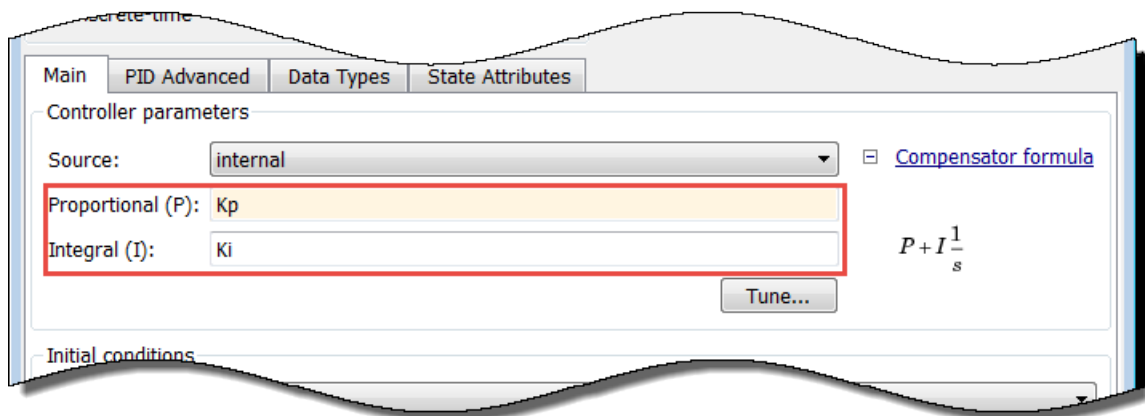 Main PID Advanced Data Types State Attributes
Controller parameters
Source: internal Compensator formula
Proportional (P): Kp
Integral (I): Ki
P + I 1/s
Tune...
Initial conditions